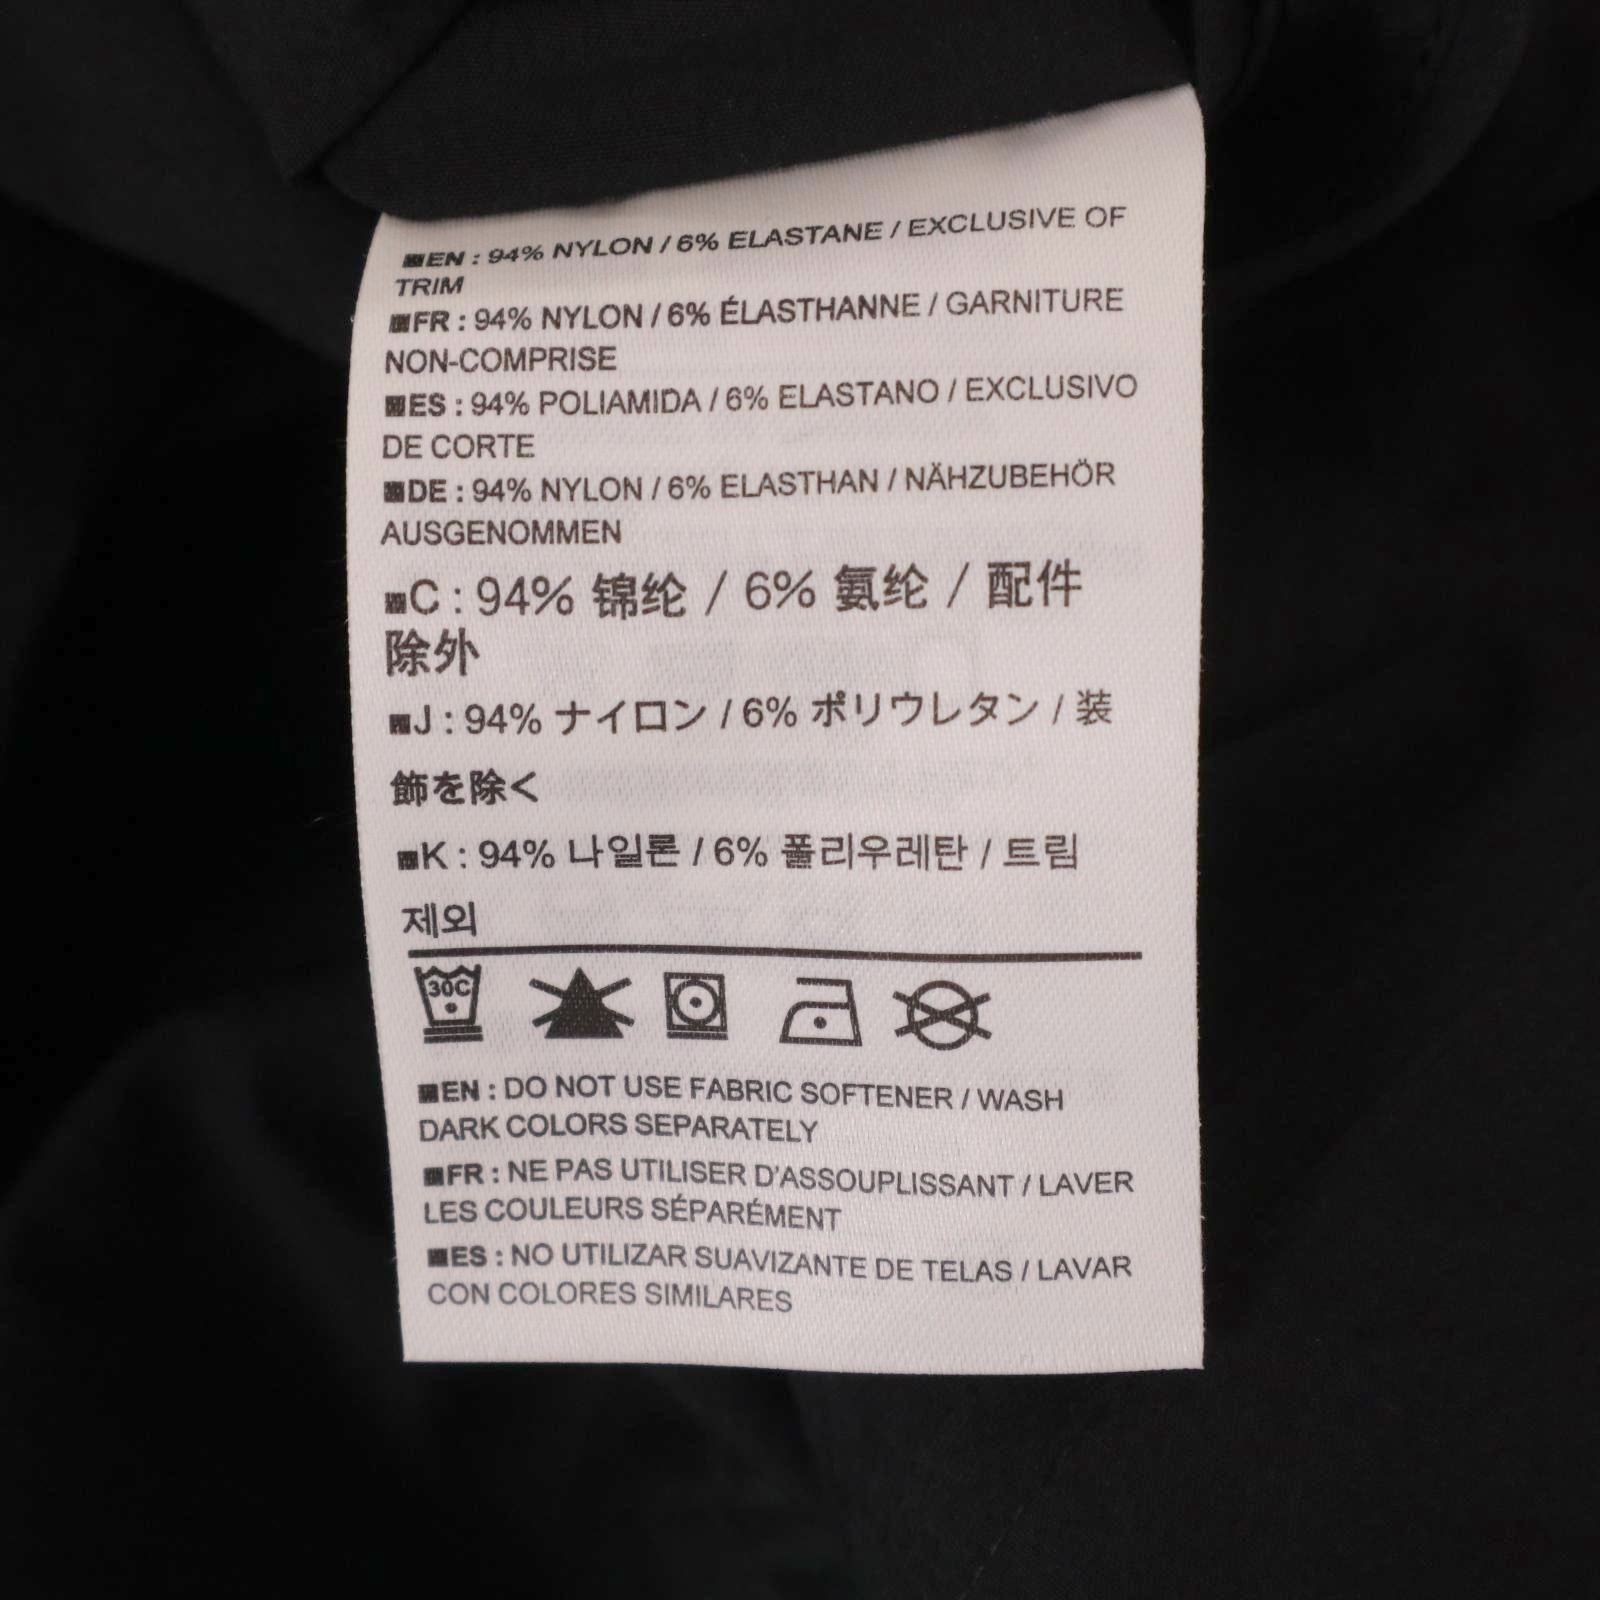 ■EN : 94% NYLON / 6% ELASTANE / EXCLUSIVE OF
TRIM
■FR : 94% NYLON / 6% ÉLASTHANNE / GARNITURE
NON-COMPRISE
■ES : 94% POLIAMIDA / 6% ELASTANO / EXCLUSIVO
DE CORTE
■DE : 94% NYLON / 6% ELASTHAN / NÄHZUBEHÖR
AUSGENOMMEN
■C : 94% 锦纶 / 6% 氨纶 / 配件
除外
■J : 94% ナイロン / 6% ポリウレタン / 装
飾を除く
■K : 94% 나일론 / 6% 폴리우레탄 / 트림
제외
30C
■EN : DO NOT USE FABRIC SOFTENER / WASH
DARK COLORS SEPARATELY
■FR : NE PAS UTILISER D'ASSOUPLISSANT / LAVER
LES COULEURS SÉPARÉMENT
■ES : NO UTILIZAR SUAVIZANTE DE TELAS / LAVAR
CON COLORES SIMILARES